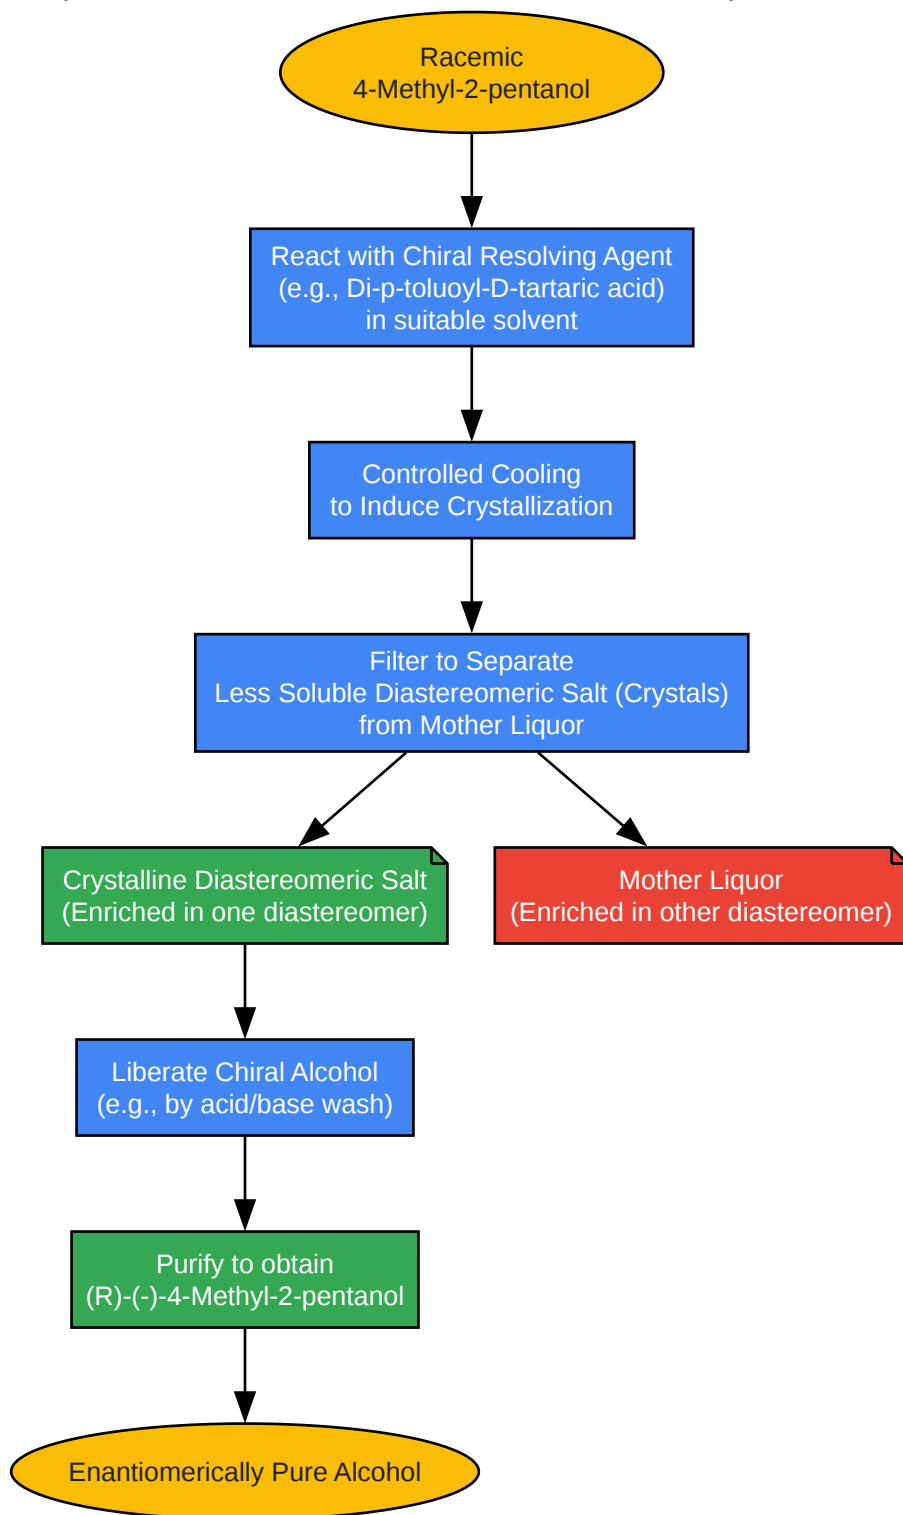 Racemic
4-Methyl-2-pentanol
React with Chiral Resolving Agent
(e.g., Di-p-toluoyl-D-tartaric acid)
in suitable solvent
Controlled Cooling
to Induce Crystallization
Filter to Separate
Less Soluble Diastereomeric Salt (Crystals)
from Mother Liquor
Crystalline Diastereomeric Salt
(Enriched in one diastereomer)
Mother Liquor
(Enriched in other diastereomer)
Liberate Chiral Alcohol
(e.g., by acid/base wash)
Purify to obtain
(R)-(-)-4-Methyl-2-pentanol
Enantiomerically Pure Alcohol